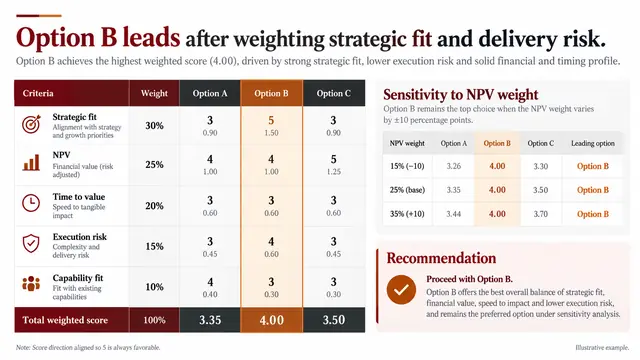 Option B leads after weighting strategic fit and delivery risk.
Option B achieves the highest weighted score (4.00), driven by strong strategic fit, lower execution risk and solid financial and timing profile.
Criteria Weight Option A Option B Option C
Strategic fit
Alignment with strategy
and growth priorities
30%
3 5 3
0.90 1.50 0.90
NPV
Financial value (risk
adjusted)
25%
4 4 5
1.00 1.00 1.25
Time to value
Speed to tangible
impact
20%
3 3 3
0.60 0.60 0.60
Execution risk
Complexity and
delivery risk
15%
3 4 3
0.45 0.60 0.45
Capability fit
Fit with existing
capabilities
10%
4 3 3
0.40 0.30 0.30
Total weighted score 100% 3.35 4.00 3.50
Sensitivity to NPV weight
Option B remains the top choice when the NPV weight varies
by ±10 percentage points.
NPV weight Option A Option B Option C Leading option
15% (−10) 3.26 4.00 3.30 Option B
25% (base) 3.35 4.00 3.50 Option B
35% (+10) 3.44 4.00 3.70 Option B
Recommendation
Proceed with Option B.
Option B offers the best overall balance of strategic fit,
financial value, speed to impact and lower execution risk,
and remains the preferred option under sensitivity analysis.
Note: Score direction aligned so 5 is always favorable.
Illustrative example.